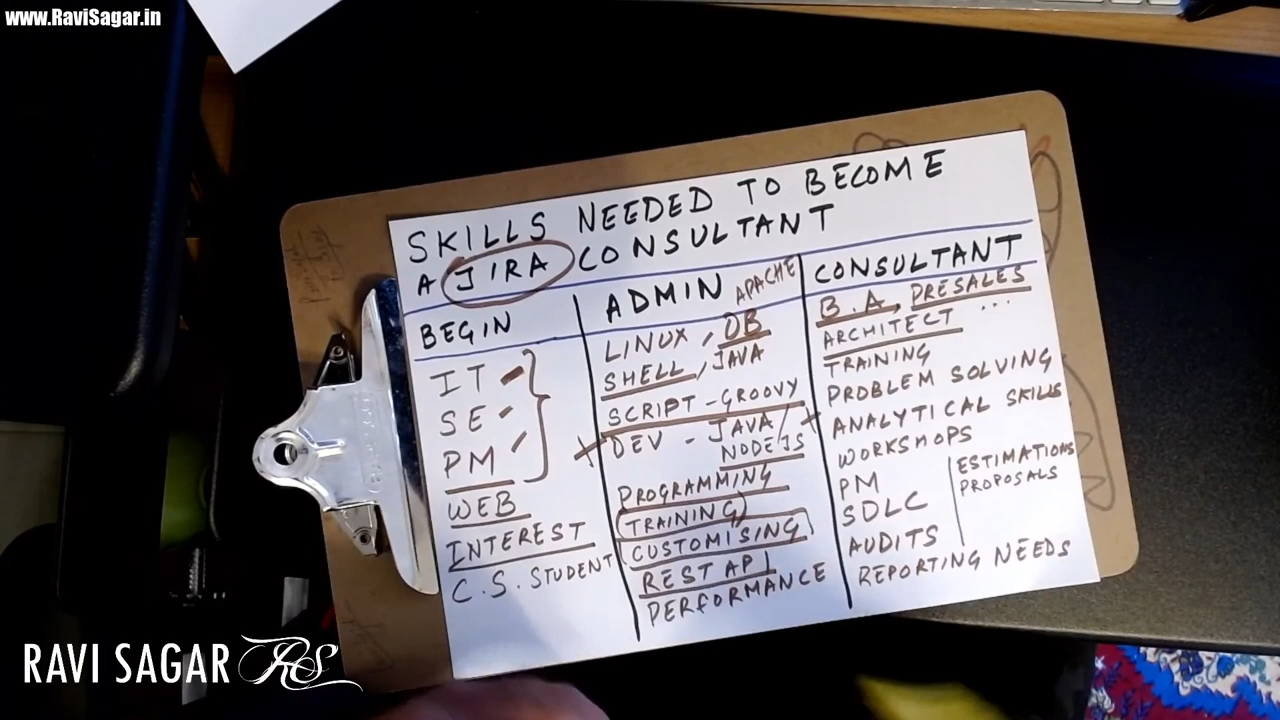 www.RaviSagar.in
SKILLS NEEDED TO BECOME
A JIRA CONSULTANT
BEGIN
IT
SE
PM
WEB
INTEREST
C.S. STUDENT
ADMIN APACHE
LINUX, DB
SHELL, JAVA
SCRIPT - GROOVY
DEV - JAVA/
NODEJS
PROGRAMMING
TRAINING
CUSTOMISING
REST API
PERFORMANCE
CONSULTANT
B.A, PRESALES
ARCHITECT ...
TRAINING
PROBLEM SOLVING
ANALYTICAL SKILLS
WORKSHOPS
PM
SDLC
AUDITS
ESTIMATIONS
PROPOSALS
REPORTING NEEDS
RAVI SAGAR RS